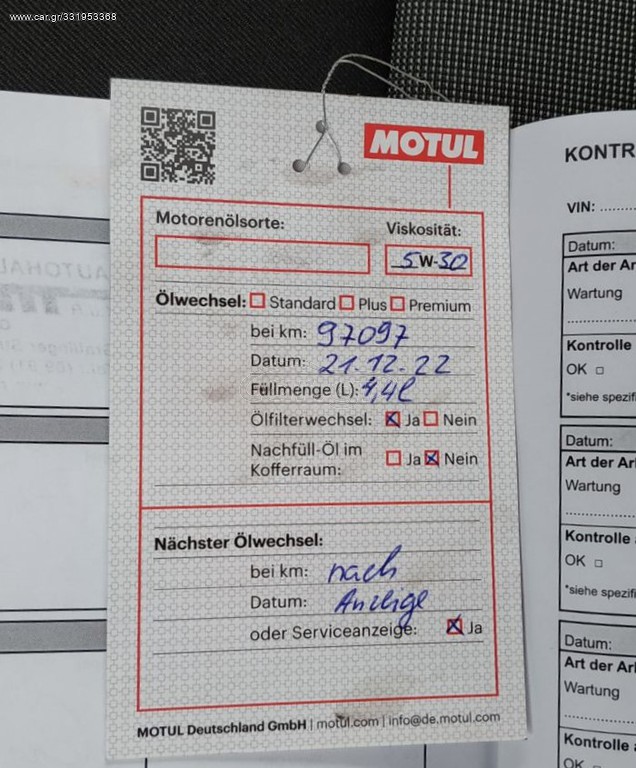 www.car.gr/331953368
MOTUL
Motorenölsorte:
Viskosität:
5W-30
Ölwechsel: Standard Plus Premium
bei km: 97097
Datum: 21.12.22
Füllmenge (L): 4,4l
Ölfilterwechsel: Ja Nein
Nachfüll-Öl im
Kofferraum: Ja Nein
Nächster Ölwechsel:
bei km: nach
Datum: Anzeige
oder Serviceanzeige: Ja
MOTUL Deutschland GmbH | motul.com | info@de.motul.com
KONTR
VIN:
Datum:
Art der Ar
Wartung
Kontrolle
OK
*siehe spezif
Datum:
Art der Ar
Wartung
Kontrolle
OK
*siehe spezifi
Datum:
Art der Ar
Wartung
Kontrolle
OK